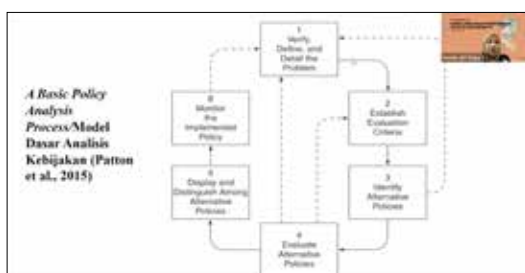 A Basic Policy
Analysis
Process/Model
Dasar Analisis
Kebijakan (Patton
et al., 2015)
1
Verify,
Define, and
Detail the
Problem
2
Establish
Evaluation
Criteria
3
Identify
Alternative
Policies
4
Evaluate
Alternative
Policies
5
Display and
Distinguish Among
Alternative
Policies
6
Monitor
the
Implemented
Policy